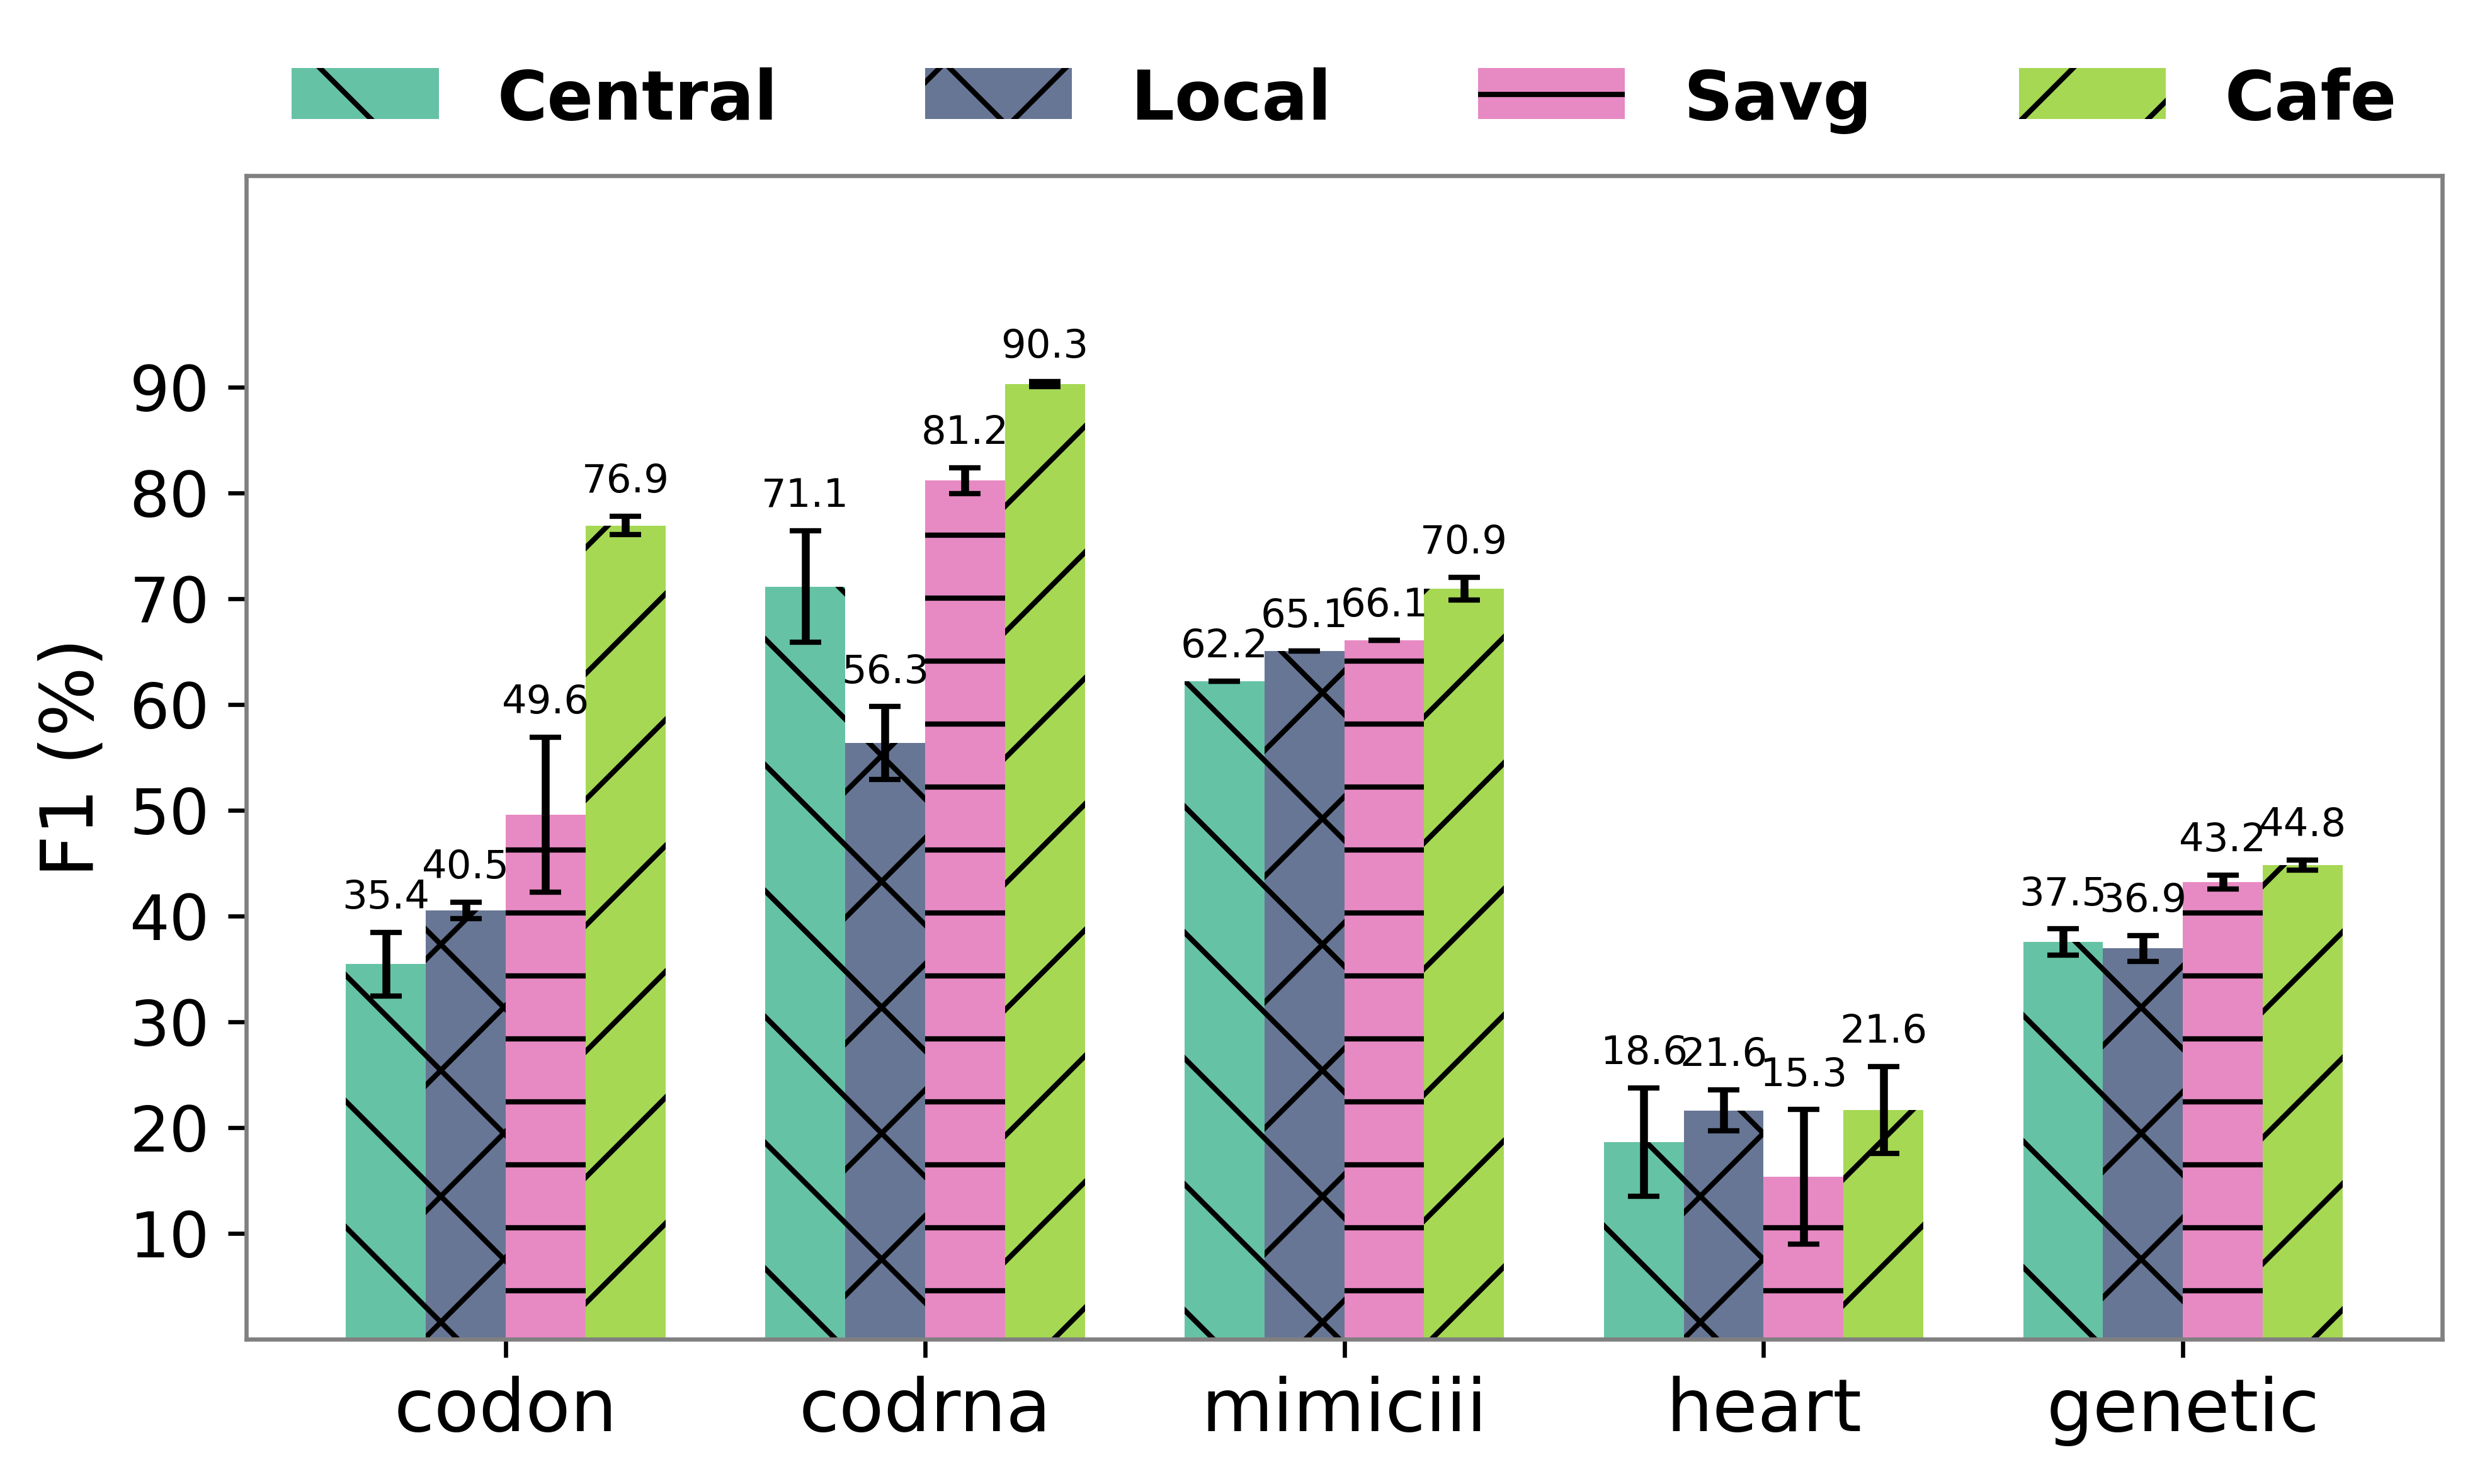 Central Local Savg Cafe
F1 (%)
90
80
70
60
50
40
30
20
10
35.4 40.5 49.6 76.9
71.1 56.3 81.2 90.3
62.2 65.1 66.1 70.9
18.6 21.6 15.3 21.6
37.5 36.9 43.2 44.8
codon codrna mimiciii heart genetic